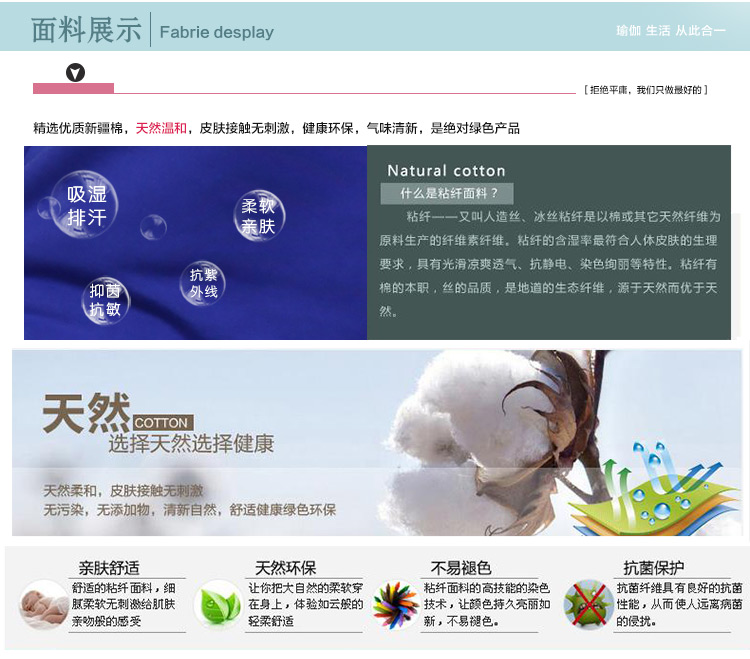 面料展示 Fabrie desplay
瑜伽 生活 从此合一
[ 拒绝平庸，我们只做最好的 ]
精选优质新疆棉，天然温和，皮肤接触无刺激，健康环保，气味清新，是绝对绿色产品
吸湿
排汗
柔软
亲肤
抗紫
外线
抑菌
抗敏
Natural cotton
什么是粘纤面料？
粘纤——又叫人造丝、冰丝粘纤是以棉或其它天然纤维为
原料生产的纤维素纤维。粘纤的含湿率最符合人体皮肤的生理
要求，具有光滑凉爽透气、抗静电、染色绚丽等特性。粘纤有
棉的本职，丝的品质，是地道的生态纤维，源于天然而优于天
然。
天然 COTTON
选择天然选择健康
天然柔和，皮肤接触无刺激
无污染，无添加物，清新自然，舒适健康绿色环保
亲肤舒适
舒适的粘纤面料，细
腻柔软无刺激给肌肤
亲吻般的感受
天然环保
让你把大自然的柔软穿
在身上，体验如云般的
轻柔舒适
不易褪色
粘纤面料的高技能的染色
技术，让颜色持久亮丽如
新，不易褪色。
抗菌保护
抗菌纤维具有良好的抗菌
性能，从而使人远离病菌
的侵扰。